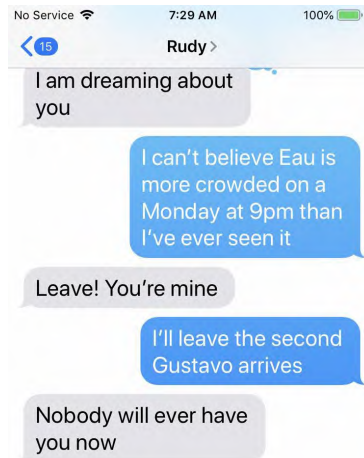 No Service 7:29 AM 100%
15 Rudy >
I am dreaming about
you
I can't believe Eau is
more crowded on a
Monday at 9pm than
I've ever seen it
Leave! You're mine
I'll leave the second
Gustavo arrives
Nobody will ever have
you now